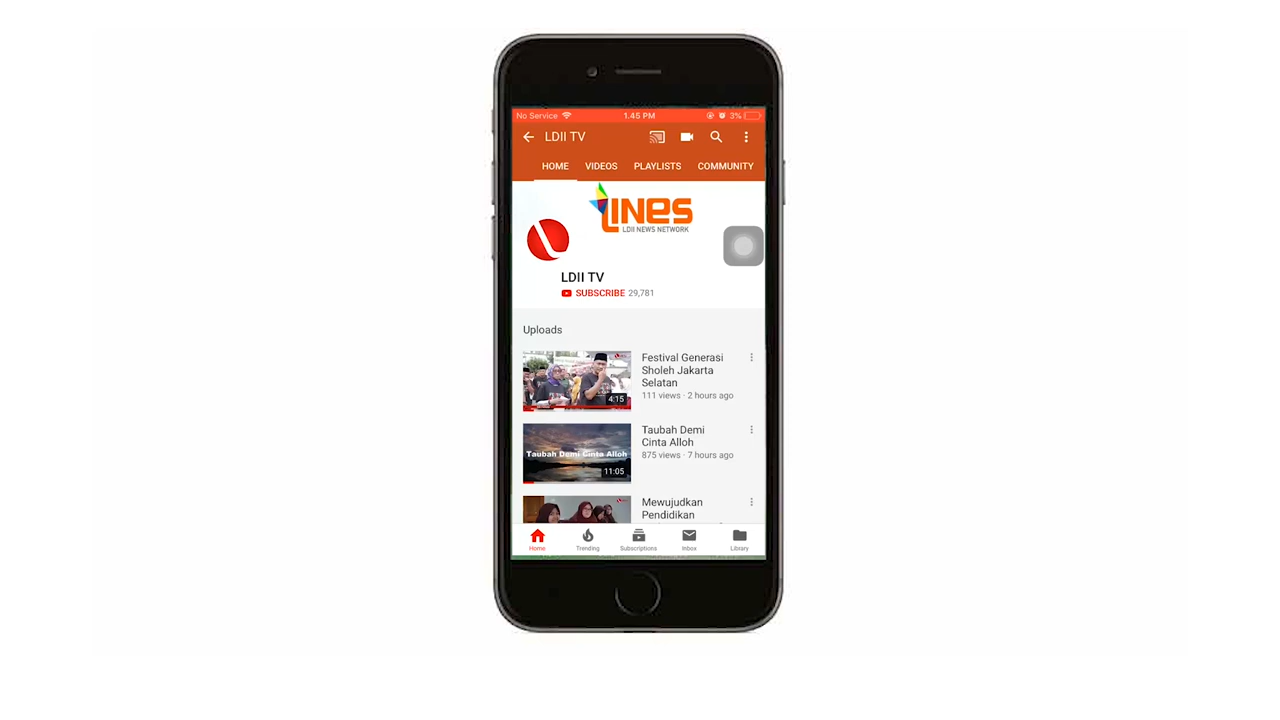 No Service 1.45 PM 3%
LDII TV
HOME VIDEOS PLAYLISTS COMMUNITY
LINES
LDII NEWS NETWORK
LDII TV
SUBSCRIBE 29,781
Uploads
Festival Generasi
Sholeh Jakarta
Selatan
111 views · 2 hours ago
4:15
Taubah Demi
Cinta Alloh
875 views · 7 hours ago
Taubah Demi Cinta Alloh
11:05
Mewujudkan
Pendidikan
Home Trending Subscriptions Inbox Library